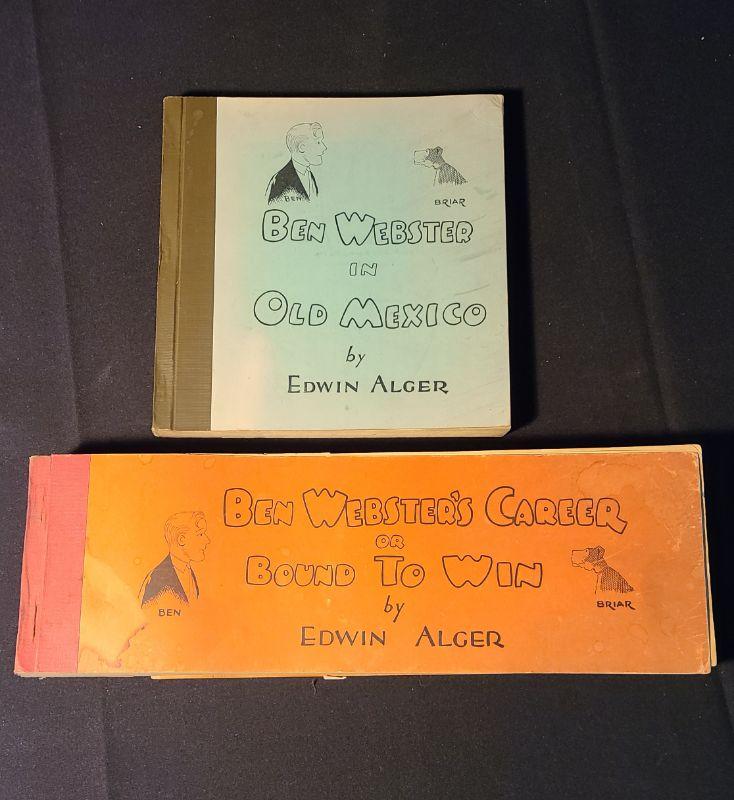 BEN
BRIAR
BEN WEBSTER
IN
OLD MEXICO
by
EDWIN ALGER
BEN WEBSTER'S CAREER
OR
BOUND TO WIN
by
EDWIN ALGER
BEN
BRIAR